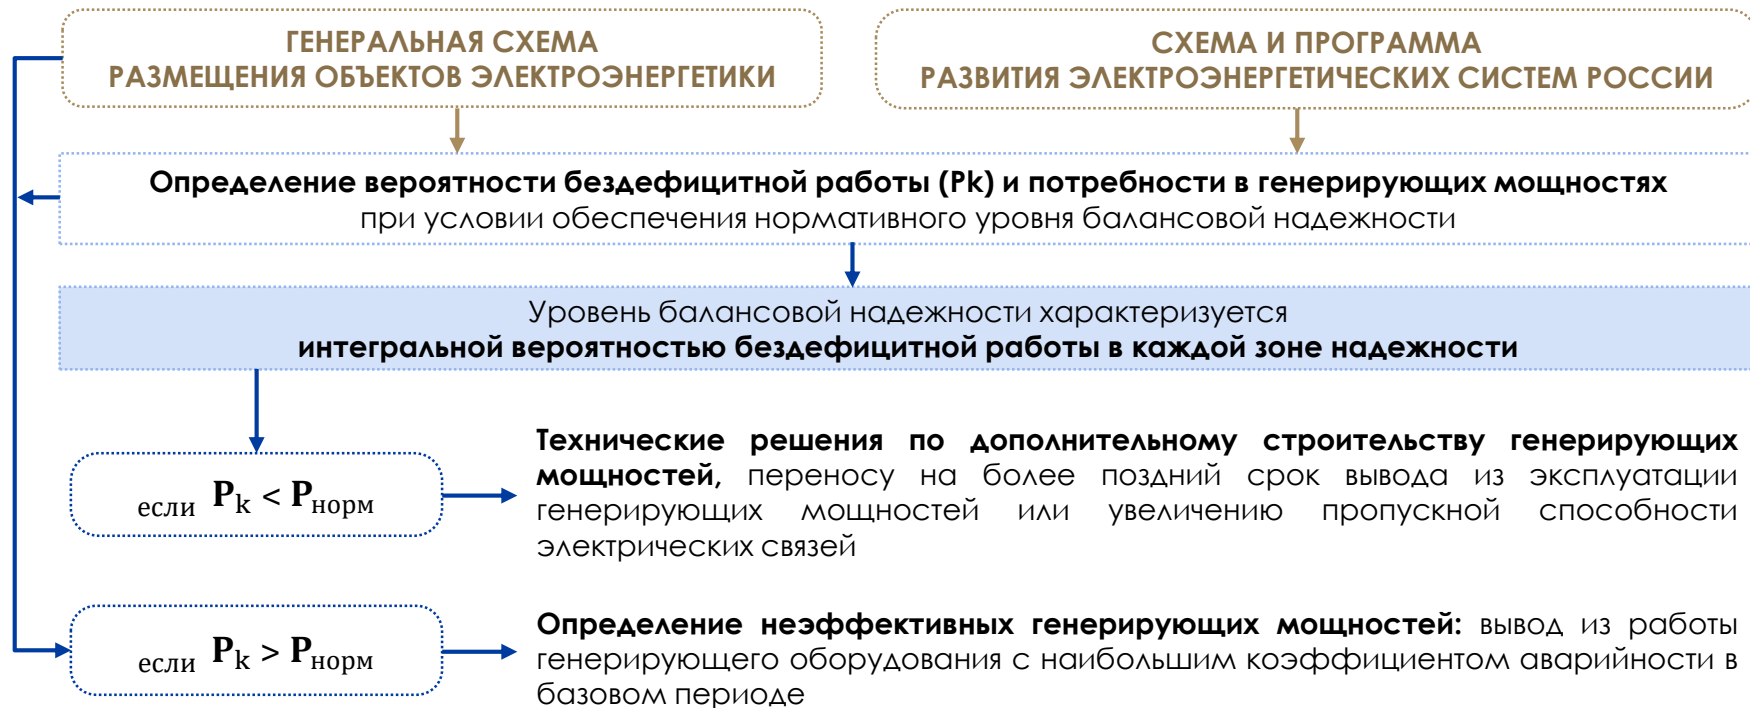 ГЕНЕРАЛЬНАЯ СХЕМА
РАЗМЕЩЕНИЯ ОБЪЕКТОВ ЭЛЕКТРОЭНЕРГЕТИКИ
СХЕМА И ПРОГРАММА
РАЗВИТИЯ ЭЛЕКТРОЭНЕРГЕТИЧЕСКИХ СИСТЕМ РОССИИ
Определение вероятности бездефицитной работы (Pk) и потребности в генерирующих мощностях
при условии обеспечения нормативного уровня балансовой надежности
Уровень балансовой надежности характеризуется
интегральной вероятностью бездефицитной работы в каждой зоне надежности
если Pk < Pнорм
Технические решения по дополнительному строительству генерирующих
мощностей, переносу на более поздний срок вывода из эксплуатации
генерирующих мощностей или увеличению пропускной способности
электрических связей
если Pk > Pнорм
Определение неэффективных генерирующих мощностей: вывод из работы
генерирующего оборудования с наибольшим коэффициентом аварийности в
базовом периоде